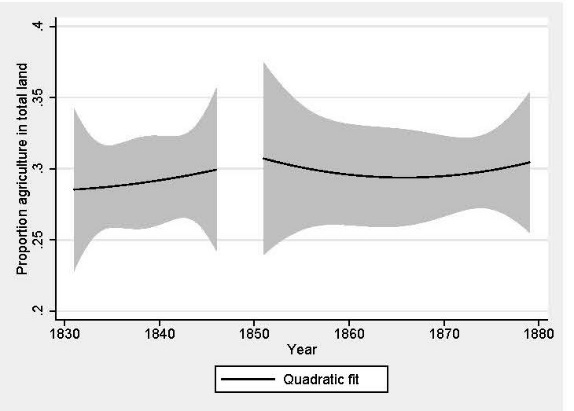 Proportion agriculture in total land
.4
.35
.3
.25
.2
1830 1840 1850 1860 1870 1880
Year
Quadratic fit